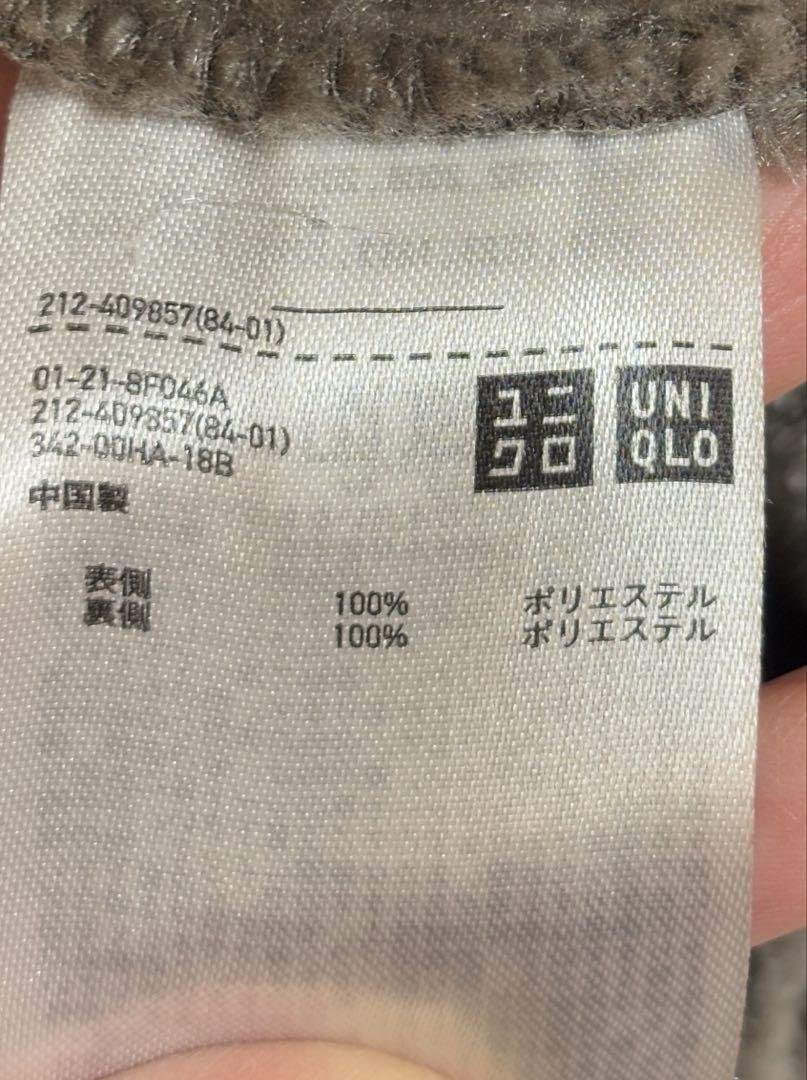 212-409857(84-01)
01-21-8F046A
212-409857(84-01)
342-00HA-18B
中国製
ユニクロ
UNIQLO
表側 100% ポリエステル
裏側 100% ポリエステル